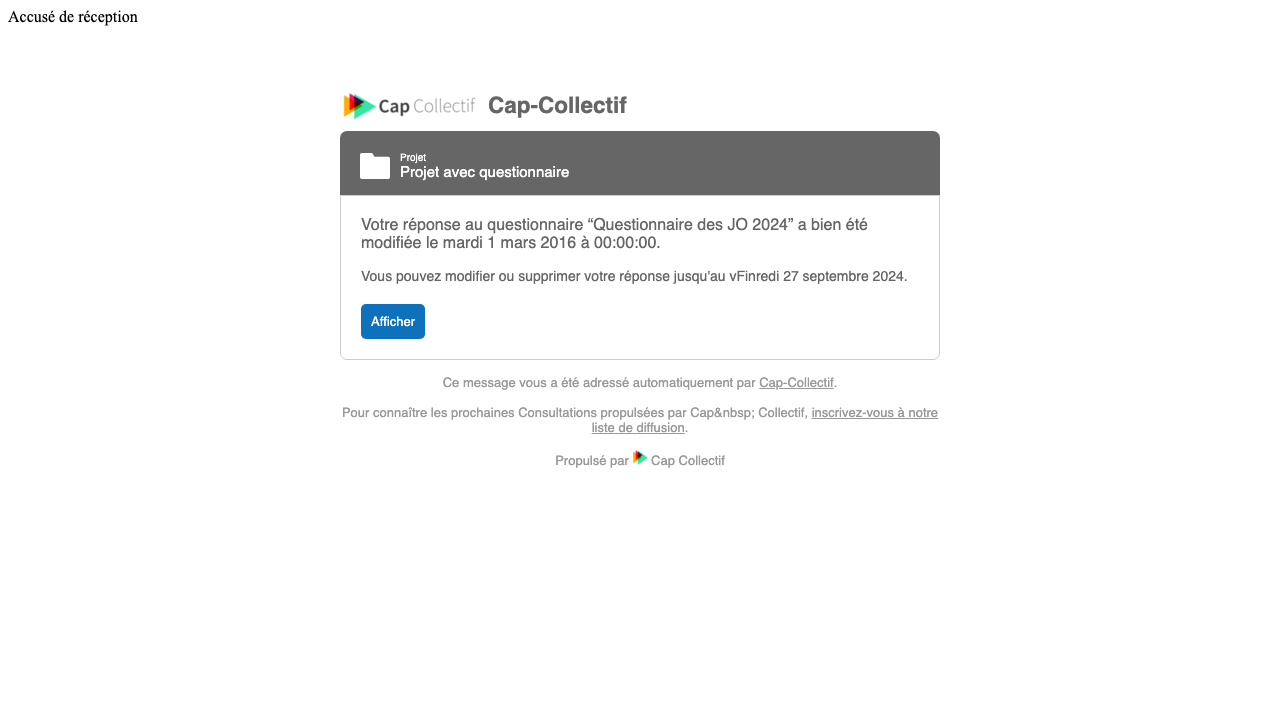 Accusé de réception
Cap Collectif Cap-Collectif
Projet
Projet avec questionnaire
Votre réponse au questionnaire “Questionnaire des JO 2024” a bien été
modifiée le mardi 1 mars 2016 à 00:00:00.
Vous pouvez modifier ou supprimer votre réponse jusqu'au vFinredi 27 septembre 2024.
Afficher
Ce message vous a été adressé automatiquement par Cap-Collectif.
Pour connaître les prochaines Consultations propulsées par Cap&nbsp; Collectif, inscrivez-vous à notre
liste de diffusion.
Propulsé par Cap Collectif